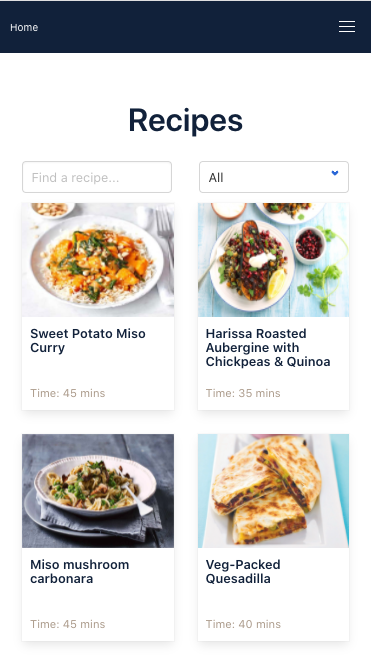 Home
Recipes
Find a recipe...
All
Sweet Potato Miso
Curry
Time: 45 mins
Harissa Roasted
Aubergine with
Chickpeas & Quinoa
Time: 35 mins
Miso mushroom
carbonara
Time: 45 mins
Veg-Packed
Quesadilla
Time: 40 mins